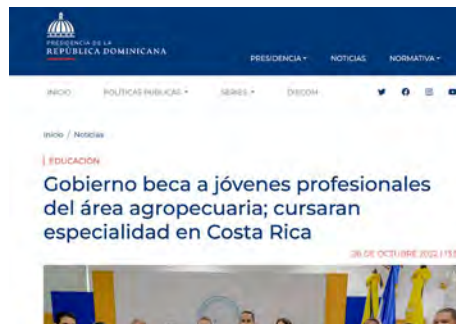 PRESIDENCIA DE LA
REPÚBLICA DOMINICANA
PRESIDENCIA
NOTICIAS
NORMATIVA
INICIO
POLÍTICAS PÚBLICAS
SERIES
DIECOM
Inicio / Noticias
| EDUCACIÓN
Gobierno beca a jóvenes profesionales
del área agropecuaria; cursaran
especialidad en Costa Rica
26 DE OCTUBRE 2022 |